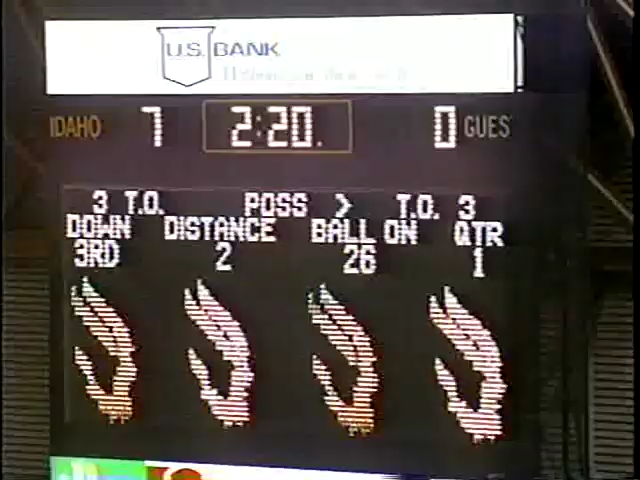 U.S. BANK
IDAHO 7 2:20. 0 GUES
3 T.O. POSS > T.O. 3
DOWN DISTANCE BALL ON QTR
3RD 2 26 1